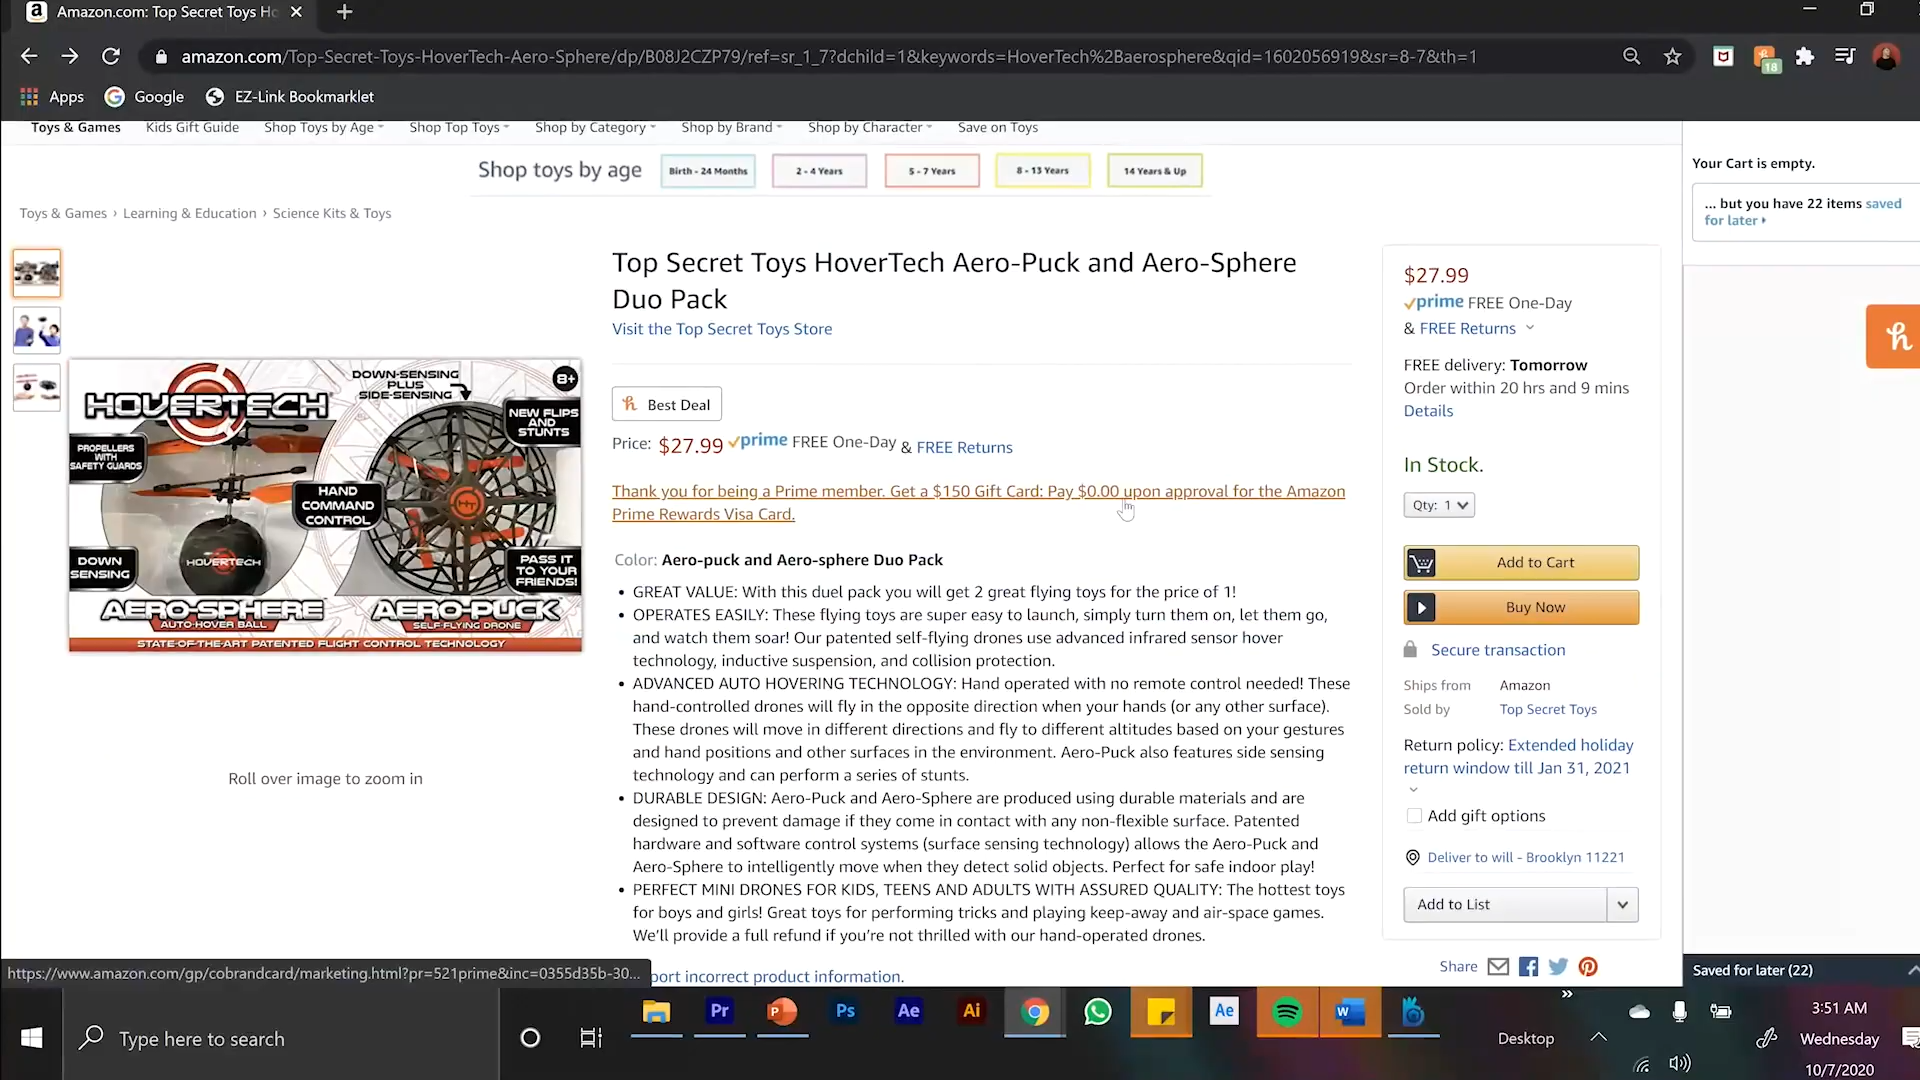 Amazon.com: Top Secret Toys Ho
amazon.com/Top-Secret-Toys-HoverTech-Aero-Sphere/dp/B08J2CZP79/ref=sr_1_7?dchild=1&keywords=HoverTech%2Baerosphere&qid=1602056919&sr=8-7&th=1
18
Apps
Google
EZ-Link Bookmarklet
Toys & Games
Kids Gift Guide
Shop Toys by Age
Shop Top Toys
Shop by Category
Shop by Brand
Shop by Character
Save on Toys
Shop toys by age
Birth - 24 Months
2 - 4 Years
5 - 7 Years
8 - 13 Years
14 Years & Up
Your Cart is empty.
... but you have 22 items saved
for later
Toys & Games › Learning & Education › Science Kits & Toys
HOVERTECH
DOWN-SENSING
PLUS
SIDE-SENSING
8+
NEW FLIPS
AND
STUNTS
PROPELLERS
WITH
SAFETY GUARDS
HAND
COMMAND
CONTROL
DOWN
SENSING
HOVERTECH
PASS IT
TO YOUR
FRIENDS!
AERO-SPHERE
AUTO-HOVER BALL
AERO-PUCK
SELF-FLYING DRONE
STATE-OF-THE-ART PATENTED FLIGHT CONTROL TECHNOLOGY
Roll over image to zoom in
Top Secret Toys HoverTech Aero-Puck and Aero-Sphere
Duo Pack
Visit the Top Secret Toys Store
Best Deal
Price: $27.99 prime FREE One-Day & FREE Returns
Thank you for being a Prime member. Get a $150 Gift Card: Pay $0.00 upon approval for the Amazon
Prime Rewards Visa Card.
Color: Aero-puck and Aero-sphere Duo Pack
• GREAT VALUE: With this duel pack you will get 2 great flying toys for the price of 1!
• OPERATES EASILY: These flying toys are super easy to launch, simply turn them on, let them go,
and watch them soar! Our patented self-flying drones use advanced infrared sensor hover
technology, inductive suspension, and collision protection.
• ADVANCED AUTO HOVERING TECHNOLOGY: Hand operated with no remote control needed! These
hand-controlled drones will fly in the opposite direction when your hands (or any other surface).
These drones will move in different directions and fly to different altitudes based on your gestures
and hand positions and other surfaces in the environment. Aero-Puck also features side sensing
technology and can perform a series of stunts.
• DURABLE DESIGN: Aero-Puck and Aero-Sphere are produced using durable materials and are
designed to prevent damage if they come in contact with any non-flexible surface. Patented
hardware and software control systems (surface sensing technology) allows the Aero-Puck and
Aero-Sphere to intelligently move when they detect solid objects. Perfect for safe indoor play!
• PERFECT MINI DRONES FOR KIDS, TEENS AND ADULTS WITH ASSURED QUALITY: The hottest toys
for boys and girls! Great toys for performing tricks and playing keep-away and air-space games.
We'll provide a full refund if you're not thrilled with our hand-operated drones.
port incorrect product information.
$27.99
prime FREE One-Day
& FREE Returns
FREE delivery: Tomorrow
Order within 20 hrs and 9 mins
Details
In Stock.
Qty: 1
Add to Cart
Buy Now
Secure transaction
Ships from Amazon
Sold by Top Secret Toys
Return policy: Extended holiday
return window till Jan 31, 2021
Add gift options
Deliver to will - Brooklyn 11221
Add to List
Share
Saved for later (22)
https://www.amazon.com/gp/cobrandcard/marketing.html?pr=521prime&inc=0355d35b-30...
Type here to search
Pr
P
Ps
Ae
Ai
Ae
W
Desktop
3:51 AM
Wednesday
10/7/2020